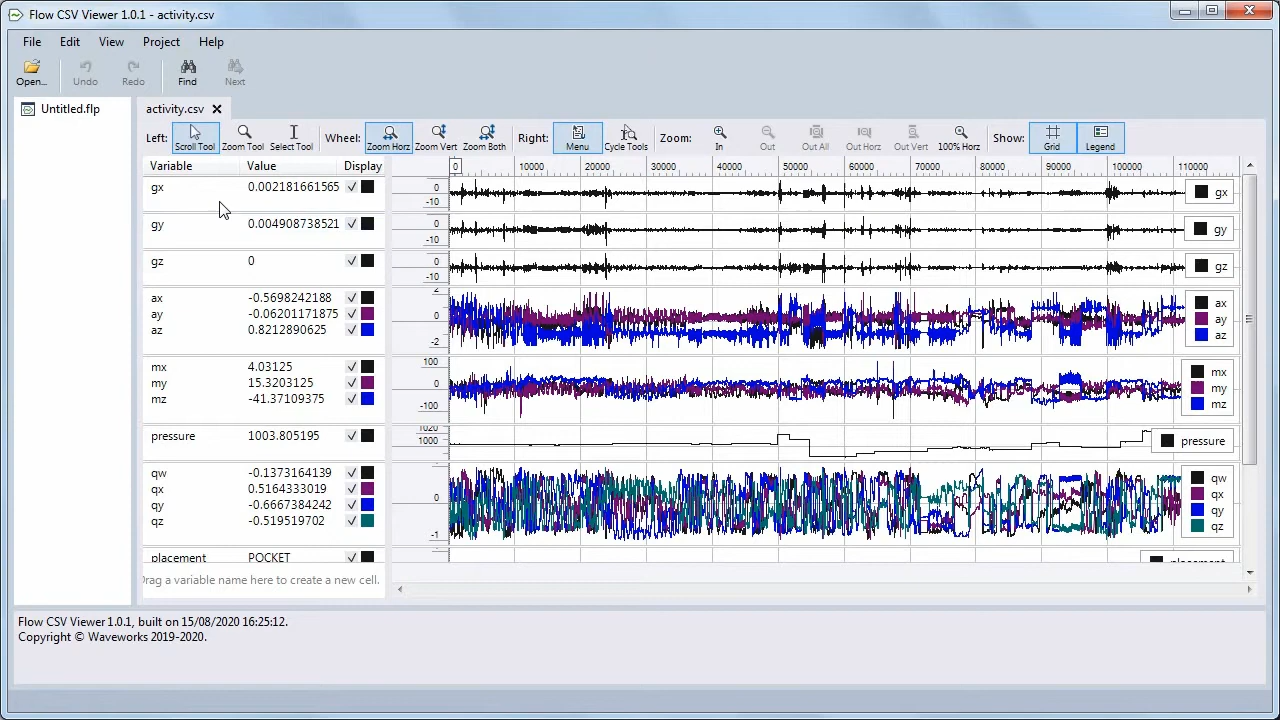 Flow CSV Viewer 1.0.1 - activity.csv
File Edit View Project Help
Open... Undo Redo Find Next
Untitled.flp
activity.csv
Left: Scroll Tool Zoom Tool Select Tool Wheel: Zoom Horz Zoom Vert Zoom Both Right: Menu Cycle Tools Zoom: In Out Out All Out Horz Out Vert 100% Horz Show: Grid Legend
Variable Value Display 0 10000 20000 30000 40000 50000 60000 70000 80000 90000 100000 110000
gx 0.002181661565 0 -10 gx
gy 0.004908738521 0 -10 gy
gz 0 0 -10 gz
ax -0.5698242188 2 ax
ay -0.06201171875 0 ay
az 0.8212890625 -2 az
mx 4.03125 100 mx
my 15.3203125 0 my
mz -41.37109375 -100 mz
pressure 1003.805195 1020 1000 pressure
qw -0.1373164139 qw
qx 0.5164333019 0 qx
qy -0.6667384242 qy
qz -0.519519702 -1 qz
placement POCKET placement
Drag a variable name here to create a new cell.
Flow CSV Viewer 1.0.1, built on 15/08/2020 16:25:12.
Copyright © Waveworks 2019-2020.